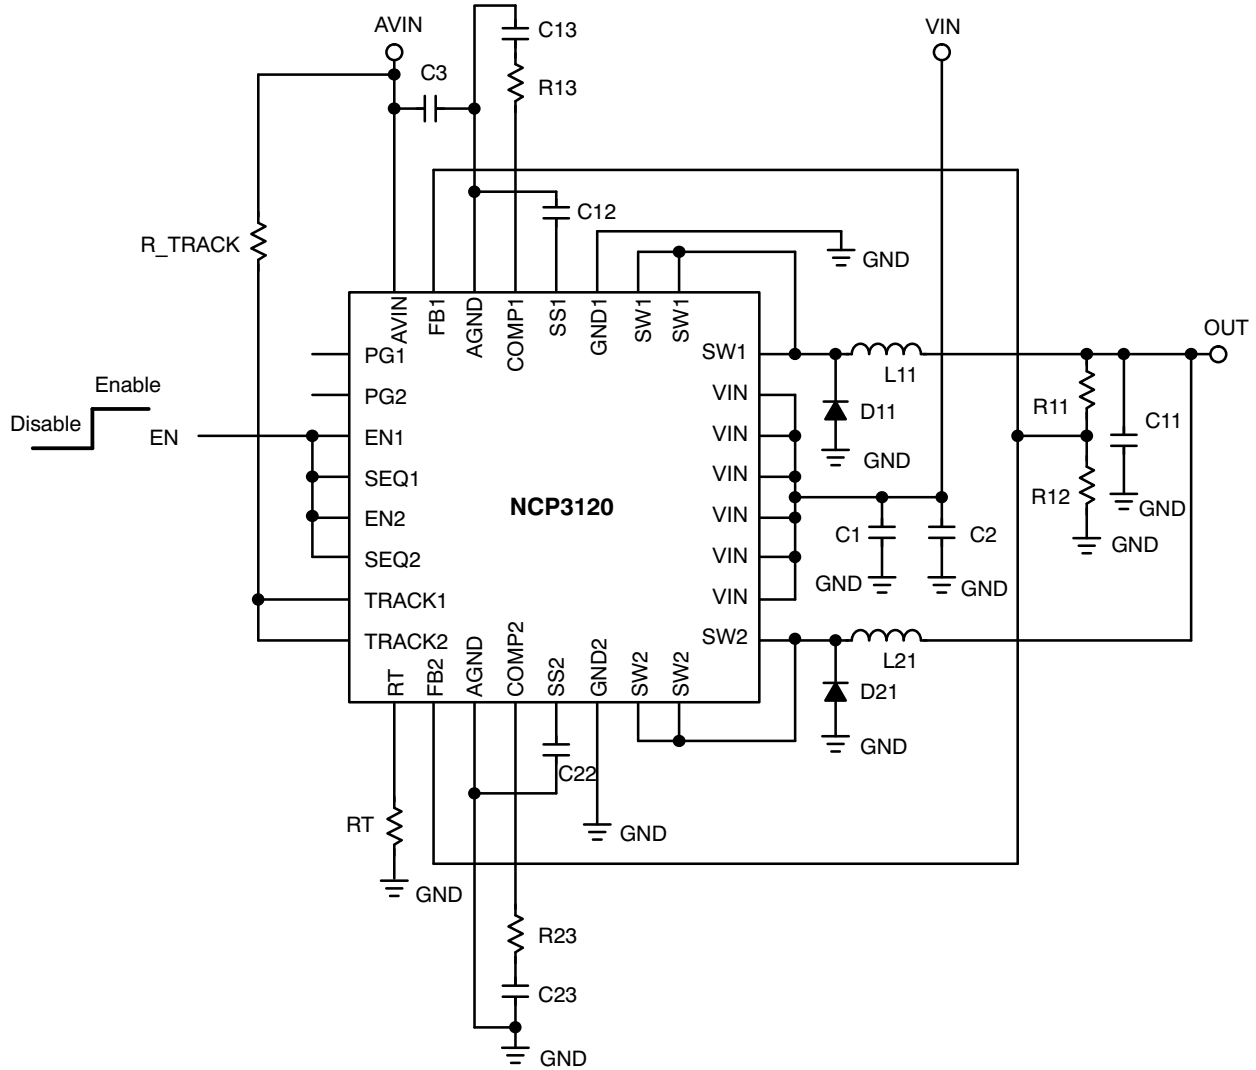 AVIN
C3
C13
R13
VIN
C12
R_TRACK
GND
AVIN
FB1
AGND
COMP1
SS1
GND1
SW1
SW1
OUT
PG1
SW1
L11
Enable
PG2
VIN
D11
R11
C11
Disable
EN
EN1
VIN
GND
SEQ1
VIN
R12
NCP3120
GND
EN2
VIN
C1
C2
GND
SEQ2
VIN
GND
GND
TRACK1
VIN
TRACK2
SW2
L21
RT
FB2
AGND
COMP2
SS2
GND2
SW2
SW2
D21
GND
C22
RT
GND
GND
R23
C23
GND